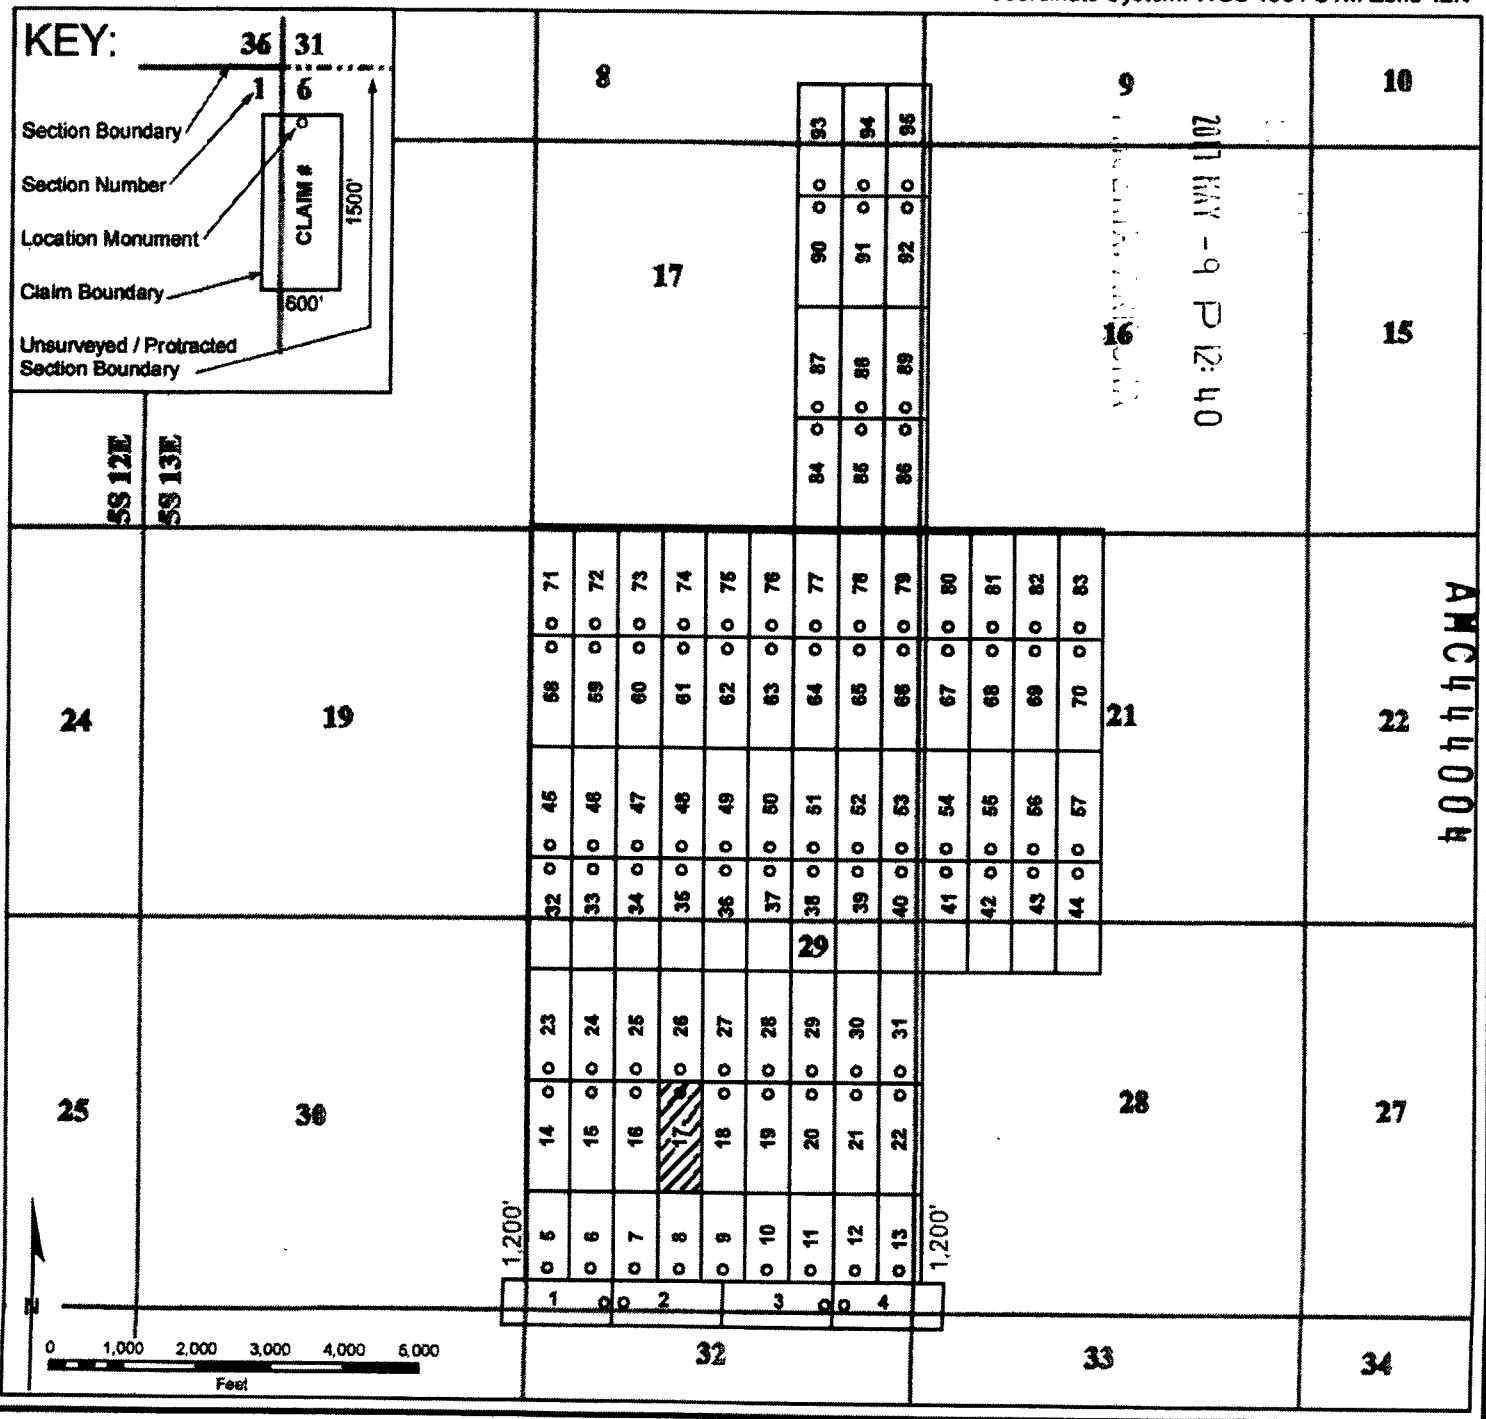 KEY:
36 31
1 6
Section Boundary
Section Number
Location Monument
Claim Boundary
Unsurveyed / Protracted
Section Boundary
CLAIM #
1500'
600'
8
9
10
93 94 95
2017 MAY -9 P 12:40
17
90 91 92
16
15
87 88 89
84 85 86
5S 12E
5S 13E
71 72 73 74 75 76 77 78 79 80 81 82 83
AMC444004
24
19
58 59 60 61 62 63 64 65 66 67 68 69 70
21
22
45 46 47 48 49 50 51 52 53 54 55 56 57
32 33 34 35 36 37 38 39 40 41 42 43 44
29
23 24 25 26 27 28 29 30 31
25
30
14 15 16 17 18 19 20 21 22
28
27
1,200'
5 6 7 8 9 10 11 12 13
1,200'
1 2 3 4
N
0 1,000 2,000 3,000 4,000 5,000
Feet
32
33
34